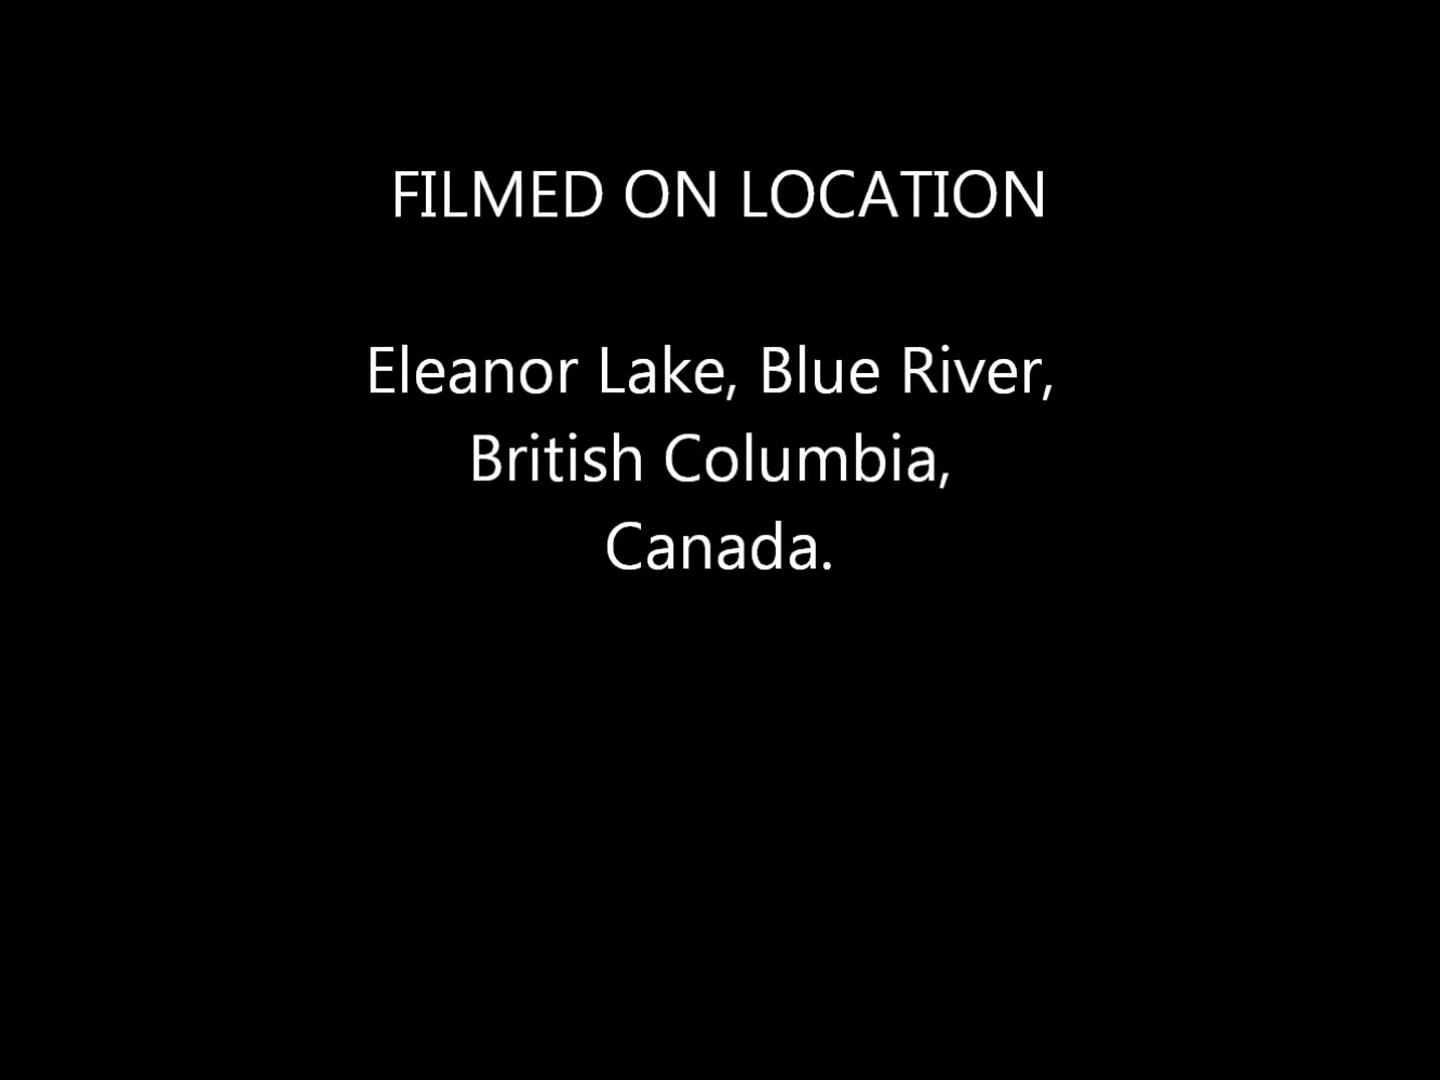 FILMED ON LOCATION
Eleanor Lake, Blue River,
British Columbia,
Canada.